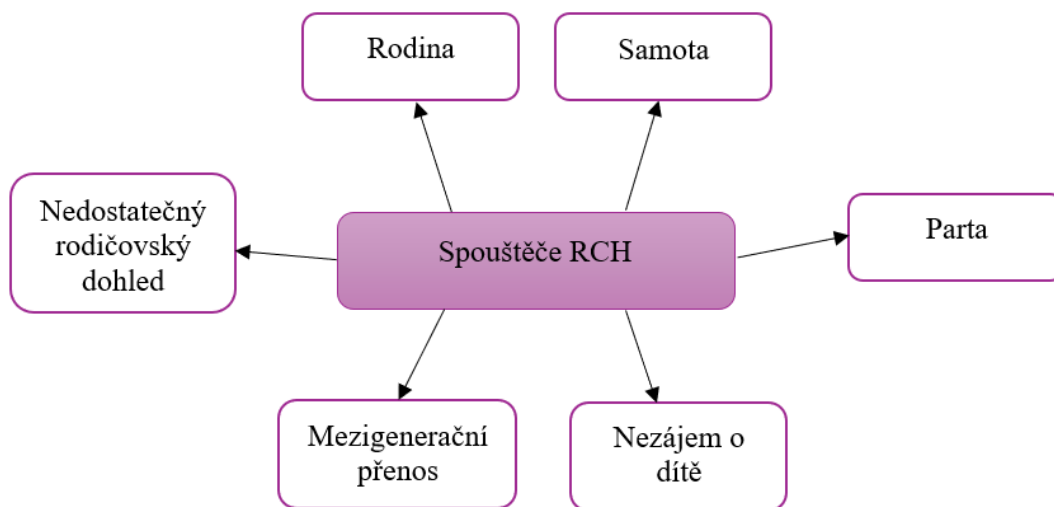 Rodina
Samota
Nedostatečný
rodičovský
dohled
Spouštěče RCH
Parta
Mezigenerační
přenos
Nezájem o
dítě